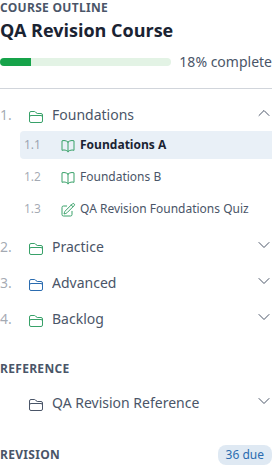 COURSE OUTLINE
QA Revision Course
18% complete
1. Foundations
1.1 Foundations A
1.2 Foundations B
1.3 QA Revision Foundations Quiz
2. Practice
3. Advanced
4. Backlog
REFERENCE
QA Revision Reference
REVISION 36 due